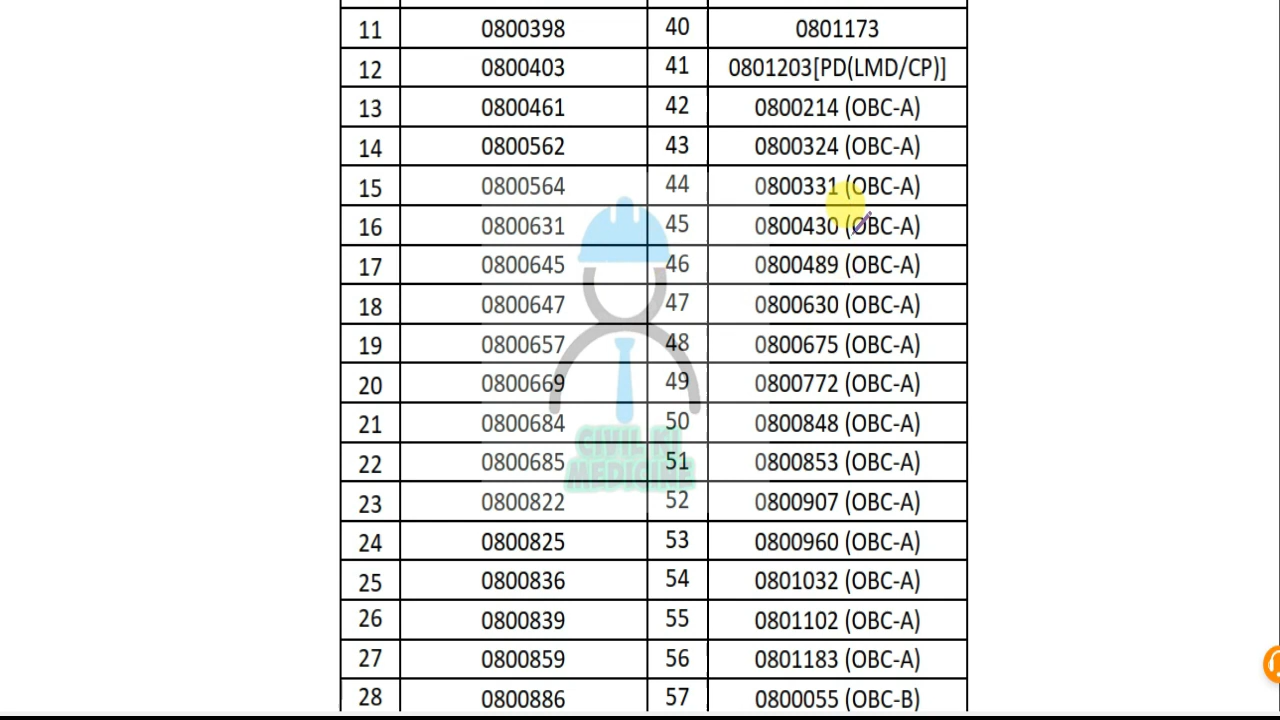 11 0800398 40 0801173
12 0800403 41 0801203[PD(LMD/CP)]
13 0800461 42 0800214 (OBC-A)
14 0800562 43 0800324 (OBC-A)
15 0800564 44 0800331 (OBC-A)
16 0800631 45 0800430 (OBC-A)
17 0800645 46 0800489 (OBC-A)
18 0800647 47 0800630 (OBC-A)
19 0800657 48 0800675 (OBC-A)
20 0800669 49 0800772 (OBC-A)
21 0800684 50 0800848 (OBC-A)
22 0800685 51 0800853 (OBC-A)
23 0800822 52 0800907 (OBC-A)
24 0800825 53 0800960 (OBC-A)
25 0800836 54 0801032 (OBC-A)
26 0800839 55 0801102 (OBC-A)
27 0800859 56 0801183 (OBC-A)
28 0800886 57 0800055 (OBC-B)
CIVIL KI
MEDICINE